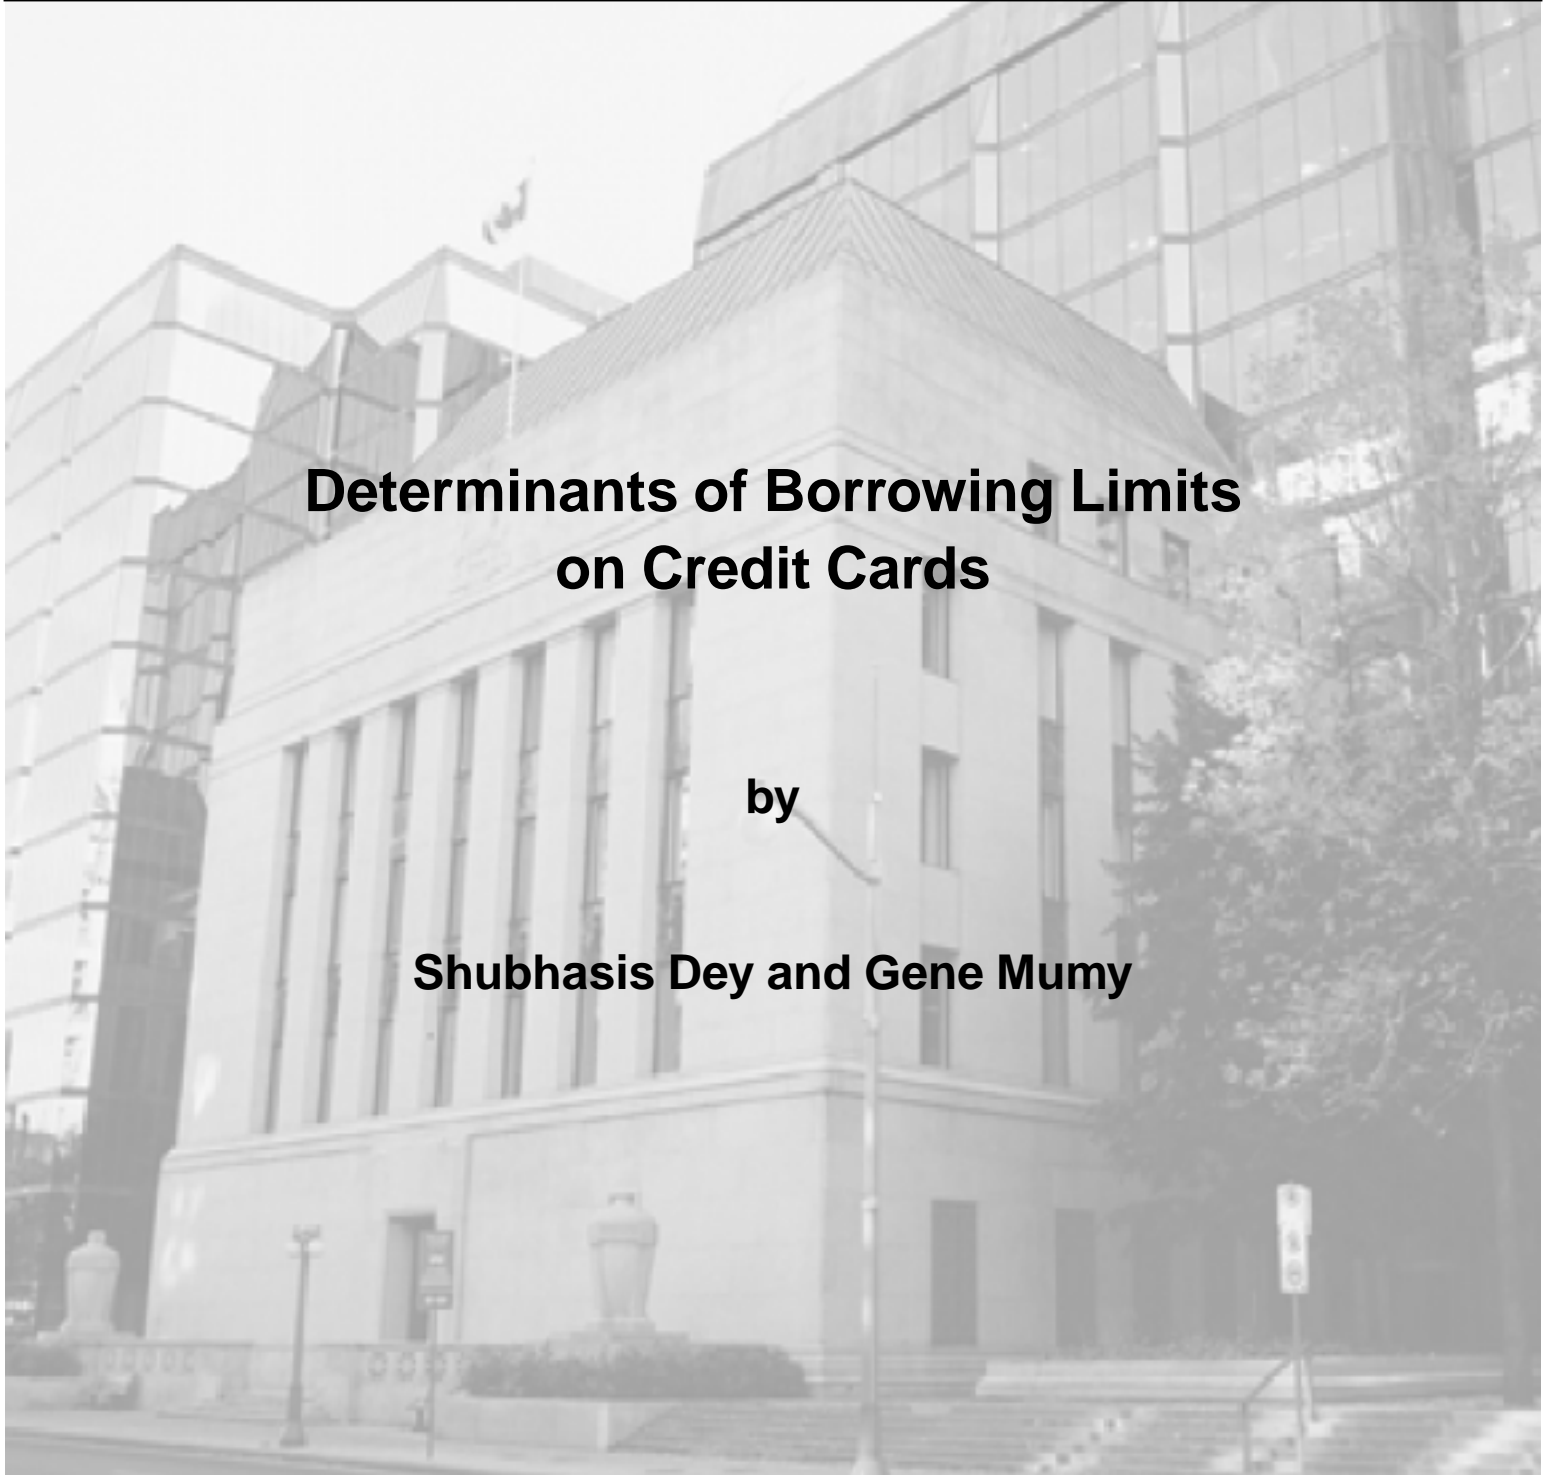 Determinants of Borrowing Limits
on Credit Cards
by
Shubhasis Dey and Gene Mumy